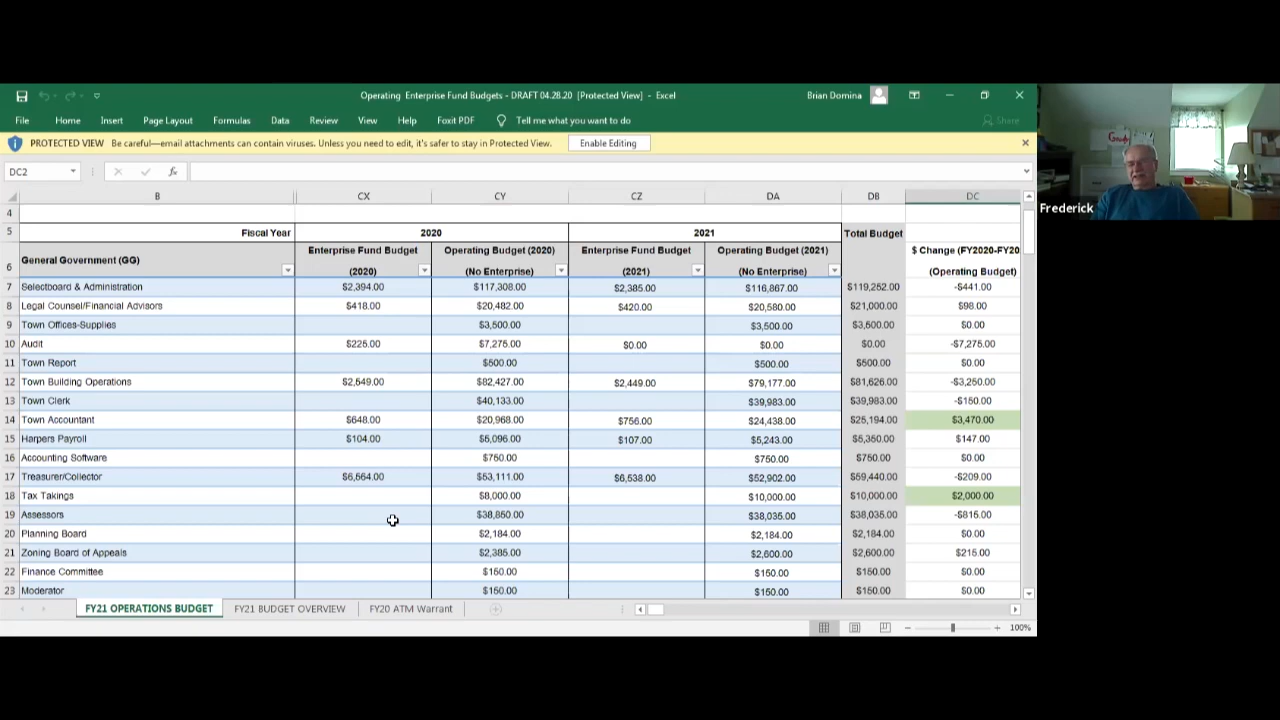 Operating Enterprise Fund Budgets - DRAFT 04.28.20 [Protected View] - Excel
Brian Domina
File Home Insert Page Layout Formulas Data Review View Help Foxit PDF Tell me what you want to do Share
PROTECTED VIEW Be careful—email attachments can contain viruses. Unless you need to edit, it's safer to stay in Protected View. Enable Editing
DC2 fx
B CX CY CZ DA DB DC
4
5 Fiscal Year 2020 2021 Total Budget
6 General Government (GG) Enterprise Fund Budget (2020) Operating Budget (2020) (No Enterprise) Enterprise Fund Budget (2021) Operating Budget (2021) (No Enterprise) $ Change (FY2020-FY20 (Operating Budget)
7 Selectboard & Administration $2,394.00 $117,308.00 $2,385.00 $116,867.00 $119,252.00 -$441.00
8 Legal Counsel/Financial Advisors $418.00 $20,482.00 $420.00 $20,580.00 $21,000.00 $98.00
9 Town Offices-Supplies $3,500.00 $3,500.00 $3,500.00 $0.00
10 Audit $225.00 $7,275.00 $0.00 $0.00 $0.00 -$7,275.00
11 Town Report $500.00 $500.00 $500.00 $0.00
12 Town Building Operations $2,549.00 $82,427.00 $2,449.00 $79,177.00 $81,626.00 -$3,250.00
13 Town Clerk $40,133.00 $39,983.00 $39,983.00 -$150.00
14 Town Accountant $648.00 $20,968.00 $756.00 $24,438.00 $25,194.00 $3,470.00
15 Harpers Payroll $104.00 $5,096.00 $107.00 $5,243.00 $5,350.00 $147.00
16 Accounting Software $750.00 $750.00 $750.00 $0.00
17 Treasurer/Collector $6,564.00 $53,111.00 $6,538.00 $52,902.00 $59,440.00 -$209.00
18 Tax Takings $8,000.00 $10,000.00 $10,000.00 $2,000.00
19 Assessors $38,850.00 $38,035.00 $38,035.00 -$815.00
20 Planning Board $2,184.00 $2,184.00 $2,184.00 $0.00
21 Zoning Board of Appeals $2,385.00 $2,600.00 $2,600.00 $215.00
22 Finance Committee $150.00 $150.00 $150.00 $0.00
23 Moderator $150.00 $150.00 $150.00 $0.00
FY21 OPERATIONS BUDGET FY21 BUDGET OVERVIEW FY20 ATM Warrant
100%
Frederick